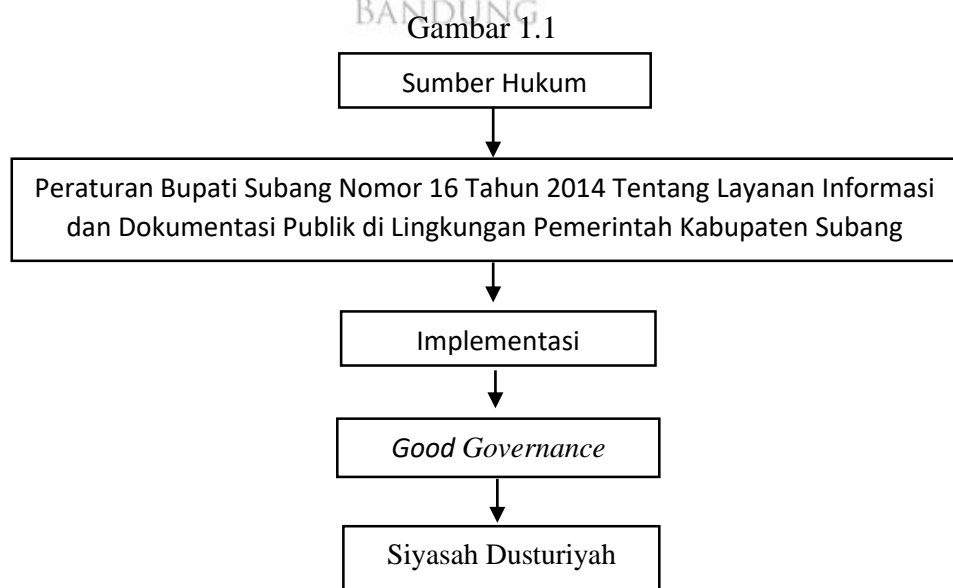 BANDUNG
Gambar 1.1
Sumber Hukum
Peraturan Bupati Subang Nomor 16 Tahun 2014 Tentang Layanan Informasi
dan Dokumentasi Publik di Lingkungan Pemerintah Kabupaten Subang
Implementasi
Good Governance
Siyasah Dusturiyah